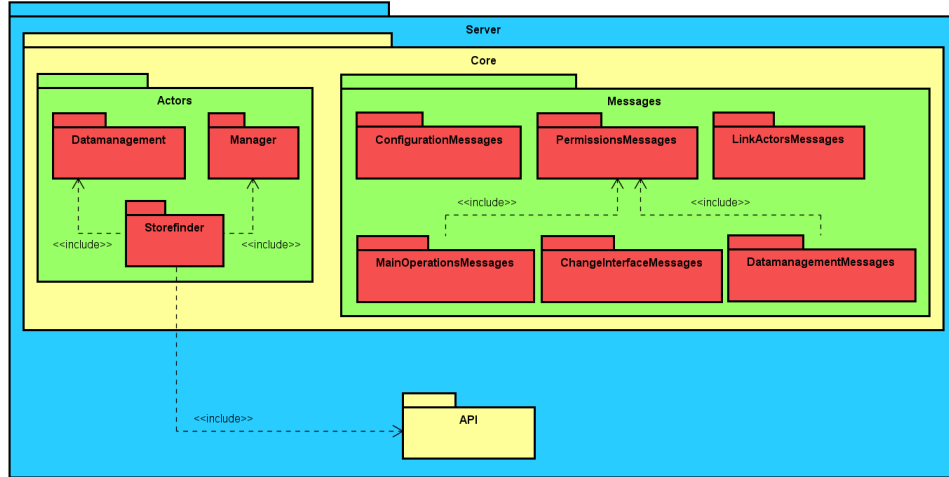 Server
Core
Actors
Messages
Datamanagement
Manager
ConfigurationMessages
PermissionsMessages
LinkActorsMessages
<<include>>
<<include>>
Storefinder
<<include>>
<<include>>
MainOperationsMessages
ChangeInterfaceMessages
DatamanagementMessages
<<include>>
API